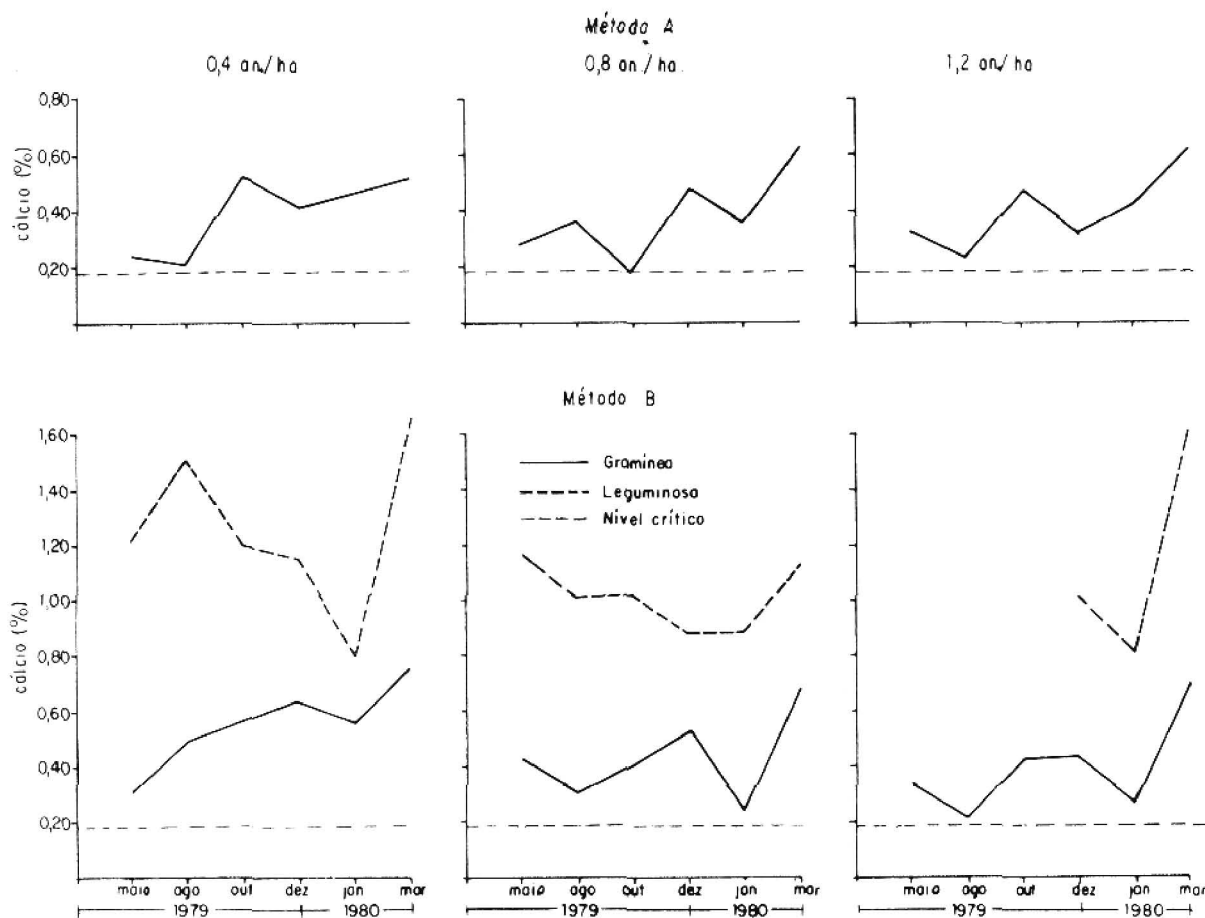 Método A
0,4 an./ha 0,8 an./ha. 1,2 an/ha
cálcio (%)
0,80
0,60
0,40
0,20
Método B
cálcio (%)
1,60
1,40
1,20
1,00
0,80
0,60
0,40
0,20
Gramínea
Leguminosa
Nível crítico
maio ago out dez jan mar maio ago out dez jan mar maio ago out dez jan mar
1979 1980 1979 1980 1979 1980